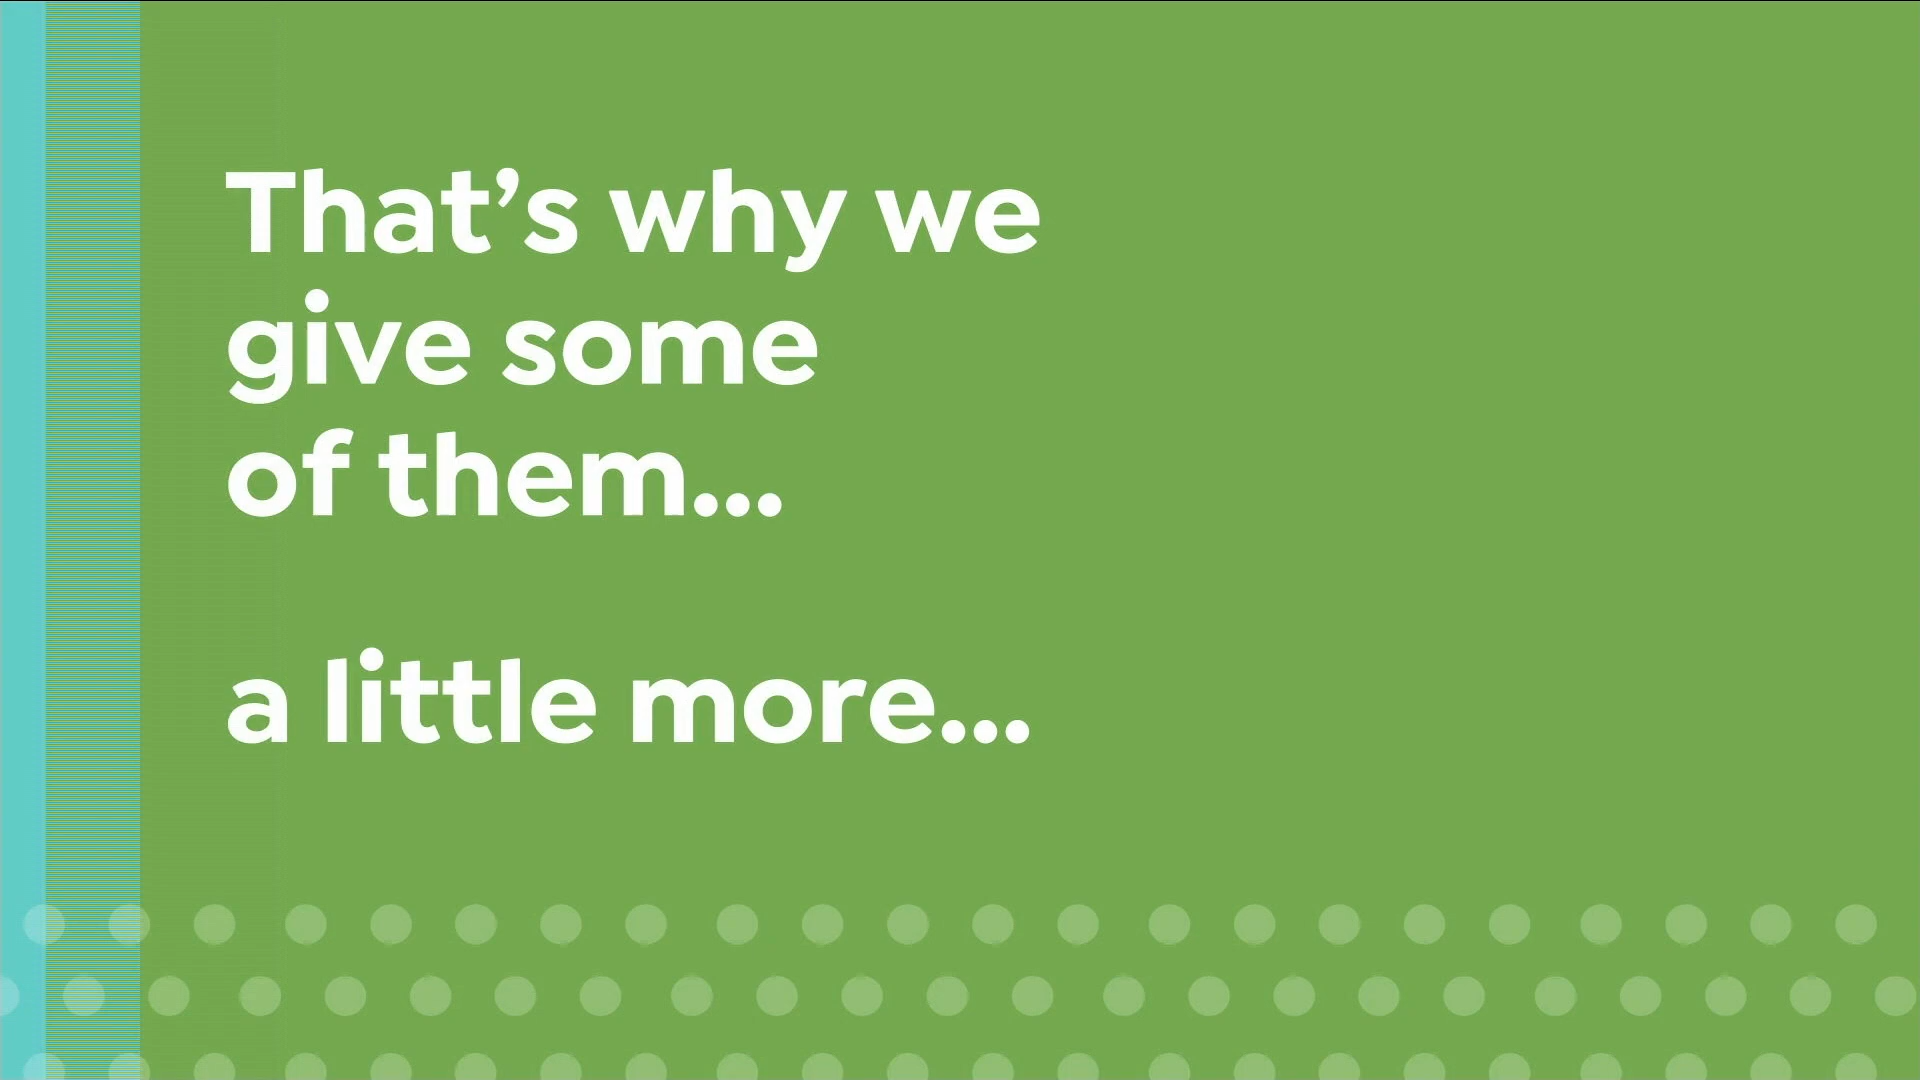 That’s why we
give some
of them...
a little more...